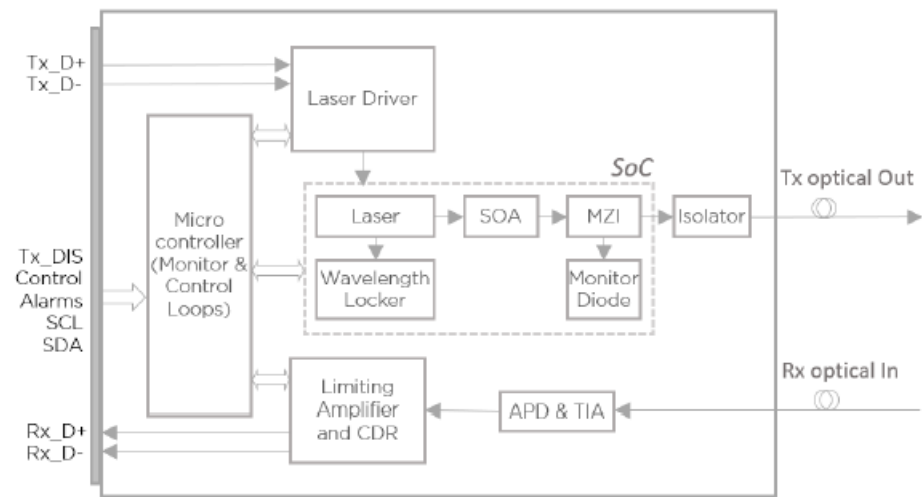 Tx_D+
Tx_D-
Laser Driver
SoC
Tx optical Out
Laser
SOA
MZI
Isolator
Micro
controller
(Monitor &
Control
Loops)
Wavelength
Locker
Monitor
Diode
Tx_DIS
Control
Alarms
SCL
SDA
Limiting
Amplifier
and CDR
APD & TIA
Rx optical In
Rx_D+
Rx_D-